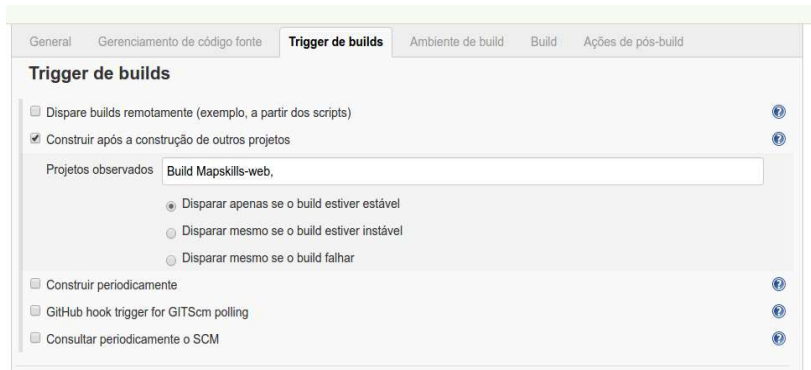 General Gerenciamento de código fonte Trigger de builds Ambiente de build Build Ações de pós-build
Trigger de builds
Dispare builds remotamente (exemplo, a partir dos scripts)
Construir após a construção de outros projetos
Projetos observados Build Mapskills-web,
Disparar apenas se o build estiver estável
Disparar mesmo se o build estiver instável
Disparar mesmo se o build falhar
Construir periodicamente
GitHub hook trigger for GITScm polling
Consultar periodicamente o SCM